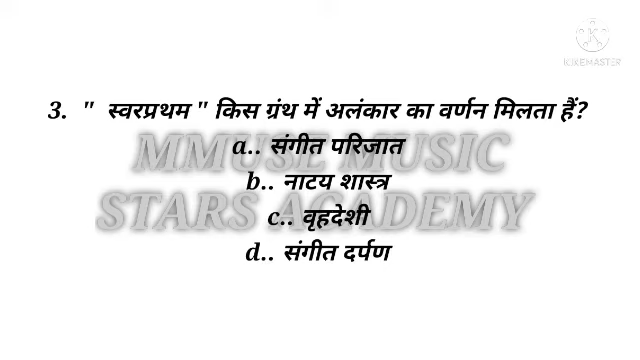 KINEMASTER
3. " स्वरप्रथम " किस ग्रंथ में अलंकार का वर्णन मिलता हैं?
a.. संगीत परिजात
b.. नाटय शास्त्र
c.. वृहदेशी
d.. संगीत दर्पण
MMUSE MUSIC
STARS ACADEMY